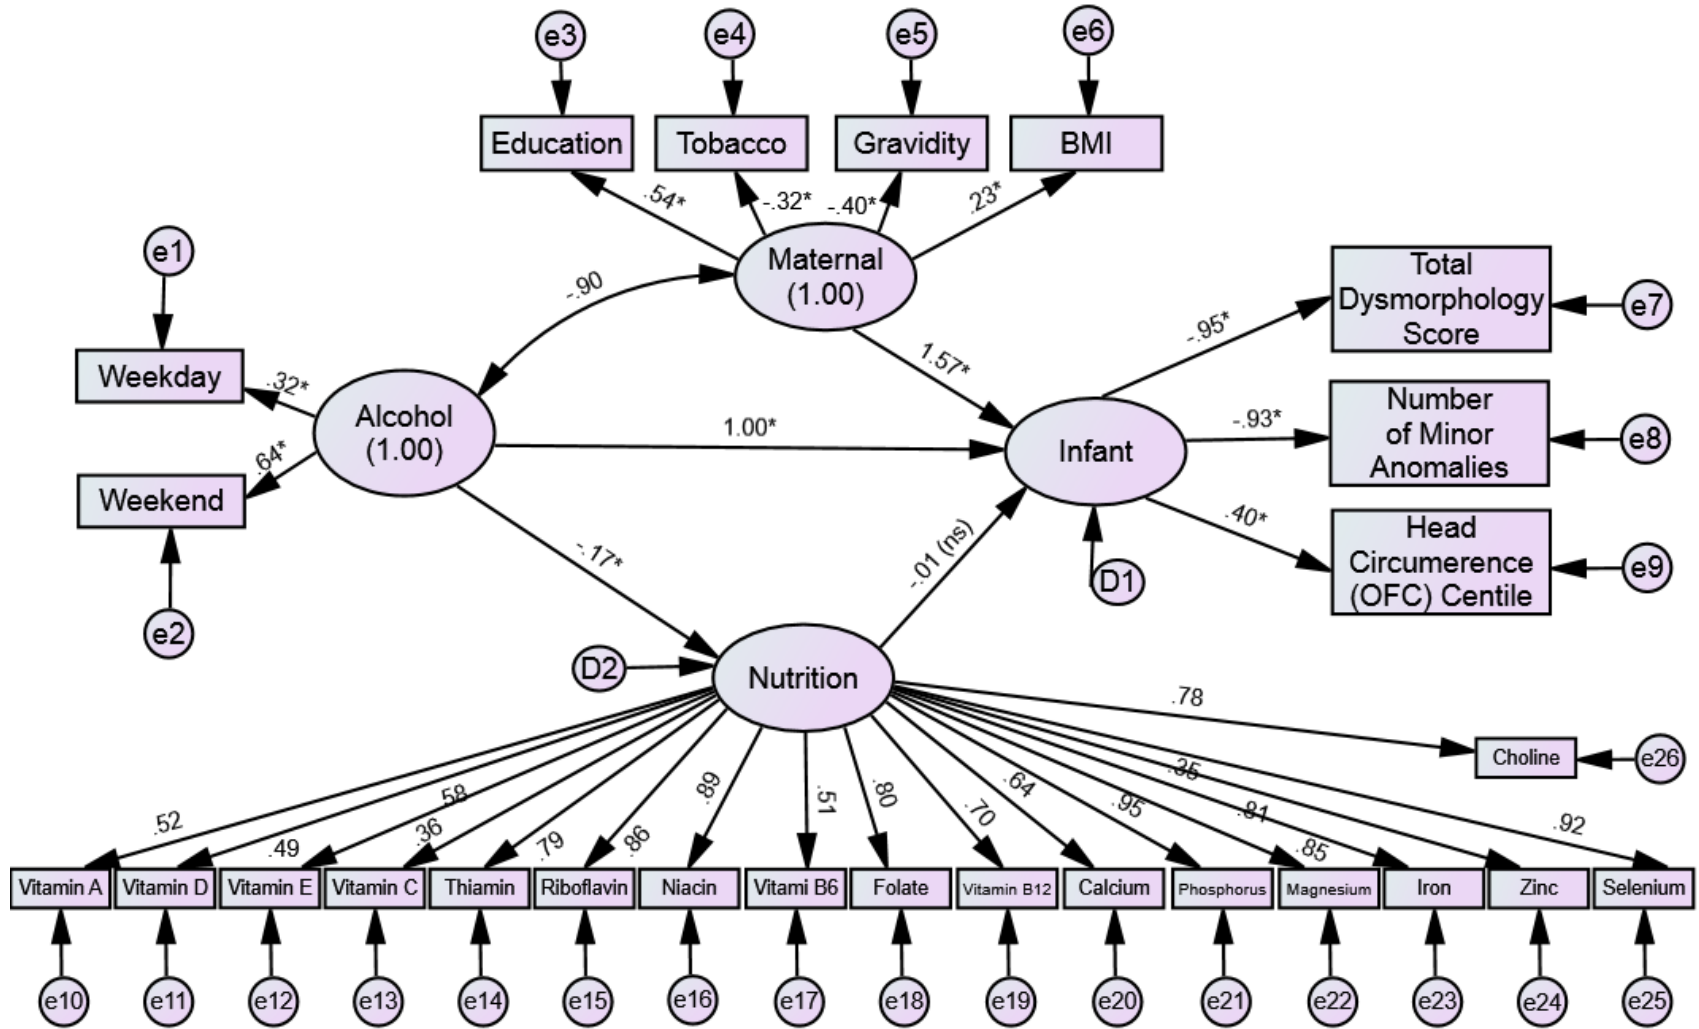 e3
e4
e5
e6
Education
Tobacco
Gravidity
BMI
.54*
-.32*
-.40*
.23*
e1
Maternal
(1.00)
Total
Dysmorphology
Score
e7
-.90
-.95*
1.57*
Weekday
.32*
Alcohol
(1.00)
1.00*
Infant
-.93*
Number
of Minor
Anomalies
e8
.64*
Weekend
.40*
Head
Circumerence
(OFC) Centile
e9
-.17*
-.01 (ns)
D1
e2
D2
Nutrition
.78
Choline
e26
.52
.49
.58
.36
.79
.86
.89
.51
.80
.70
.64
.95
.35
.85
.81
.92
Vitamin A
Vitamin D
Vitamin E
Vitamin C
Thiamin
Riboflavin
Niacin
Vitami B6
Folate
Vitamin B12
Calcium
Phosphorus
Magnesium
Iron
Zinc
Selenium
e10
e11
e12
e13
e14
e15
e16
e17
e18
e19
e20
e21
e22
e23
e24
e25